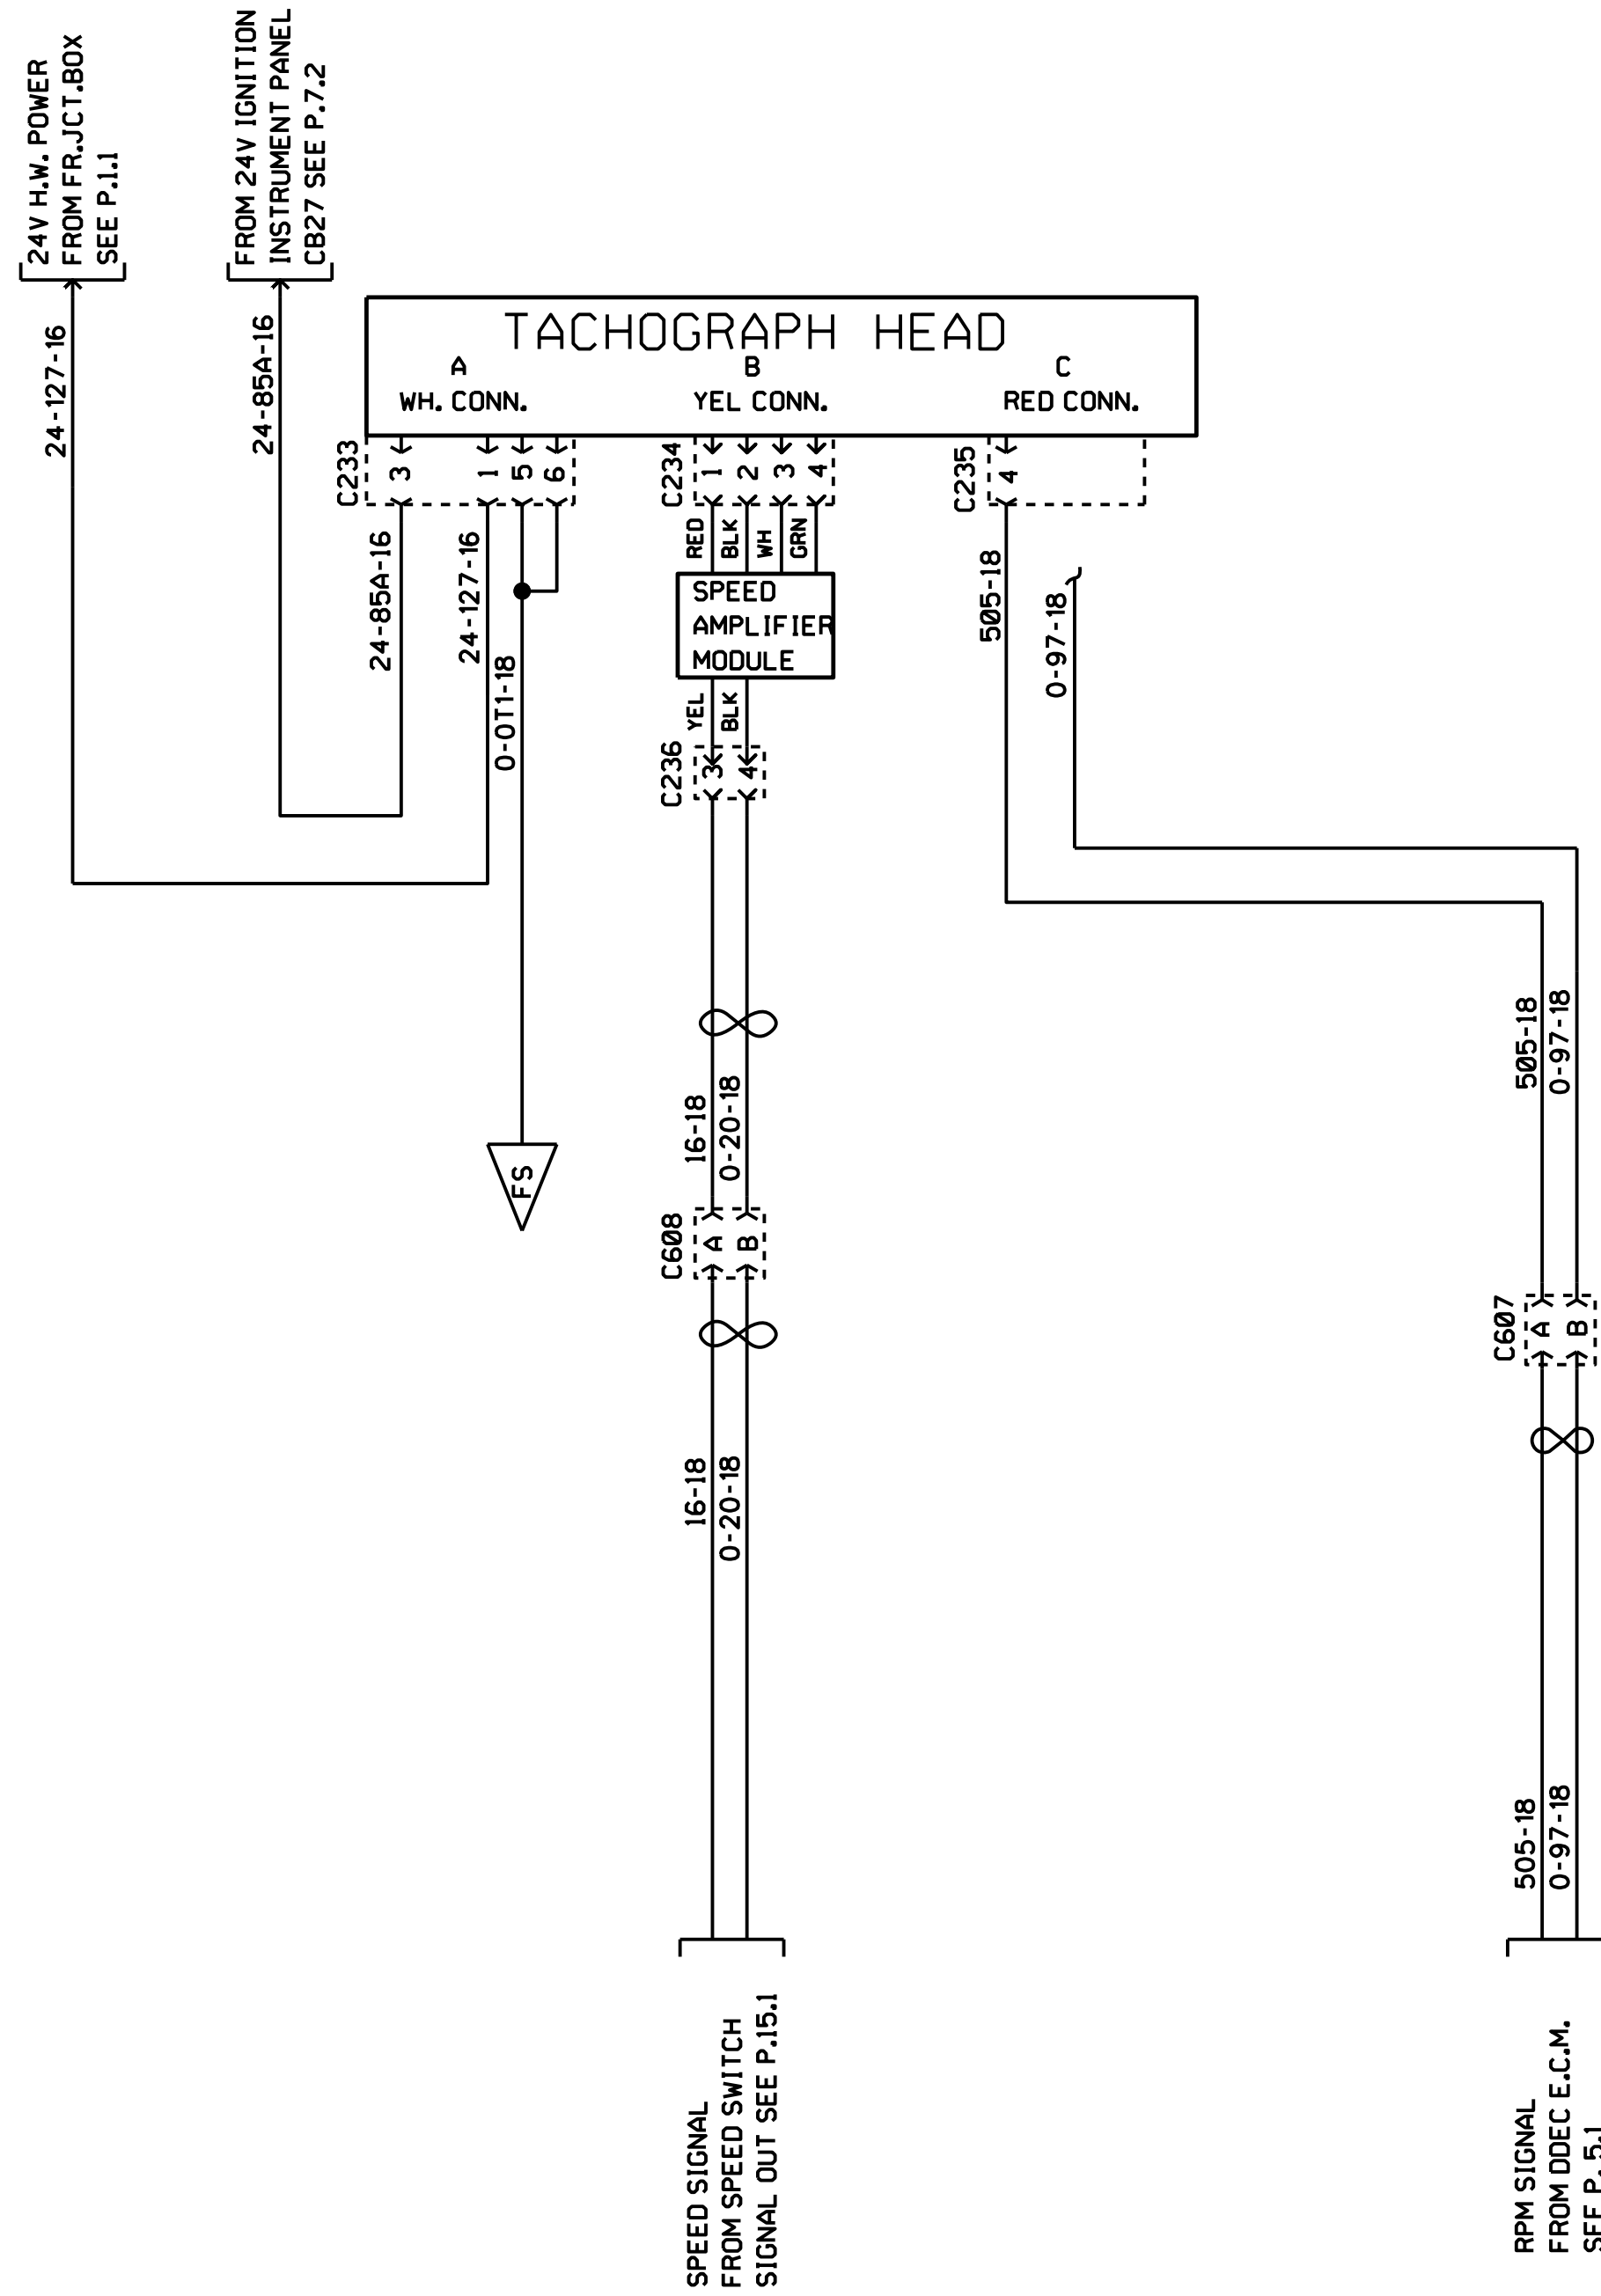 24V H.W. POWER
FROM FR.JCT.BOX
SEE P.1.1
FROM 24V IGNITION
INSTRUMENT PANEL
CB27 SEE P.7.2
24-127-16
24-85A-16
TACHOGRAPH HEAD
A
B
C
WH. CONN.
YEL CONN.
RED CONN.
C233
3
1
5
6
C234
1
2
3
4
C235
4
24-85A-16
24-127-16
0-0T1-18
RED
BLK
WH
GRN
SPEED
AMPLIFIER
MODULE
505-18
0-97-18
YEL
BLK
C236
3
4
16-18
0-20-18
505-18
0-97-18
FS
C608
A
B
C607
A
B
16-18
0-20-18
505-18
0-97-18
SPEED SIGNAL
FROM SPEED SWITCH
SIGNAL OUT SEE P.15.1
RPM SIGNAL
FROM DDEC E.C.M.
SEE P. 5.1